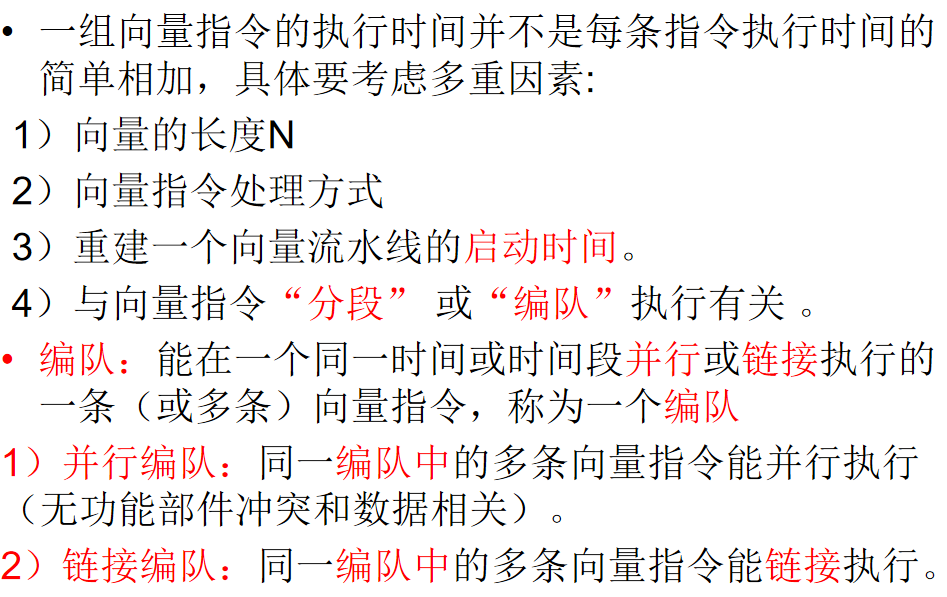 • 一组向量指令的执行时间并不是每条指令执行时间的
简单相加，具体要考虑多重因素:
1）向量的长度N
2）向量指令处理方式
3）重建一个向量流水线的启动时间。
4）与向量指令“分段” 或“编队”执行有关 。
• 编队：能在一个同一时间或时间段并行或链接执行的
一条（或多条）向量指令，称为一个编队
1）并行编队：同一编队中的多条向量指令能并行执行
（无功能部件冲突和数据相关）。
2）链接编队：同一编队中的多条向量指令能链接执行。